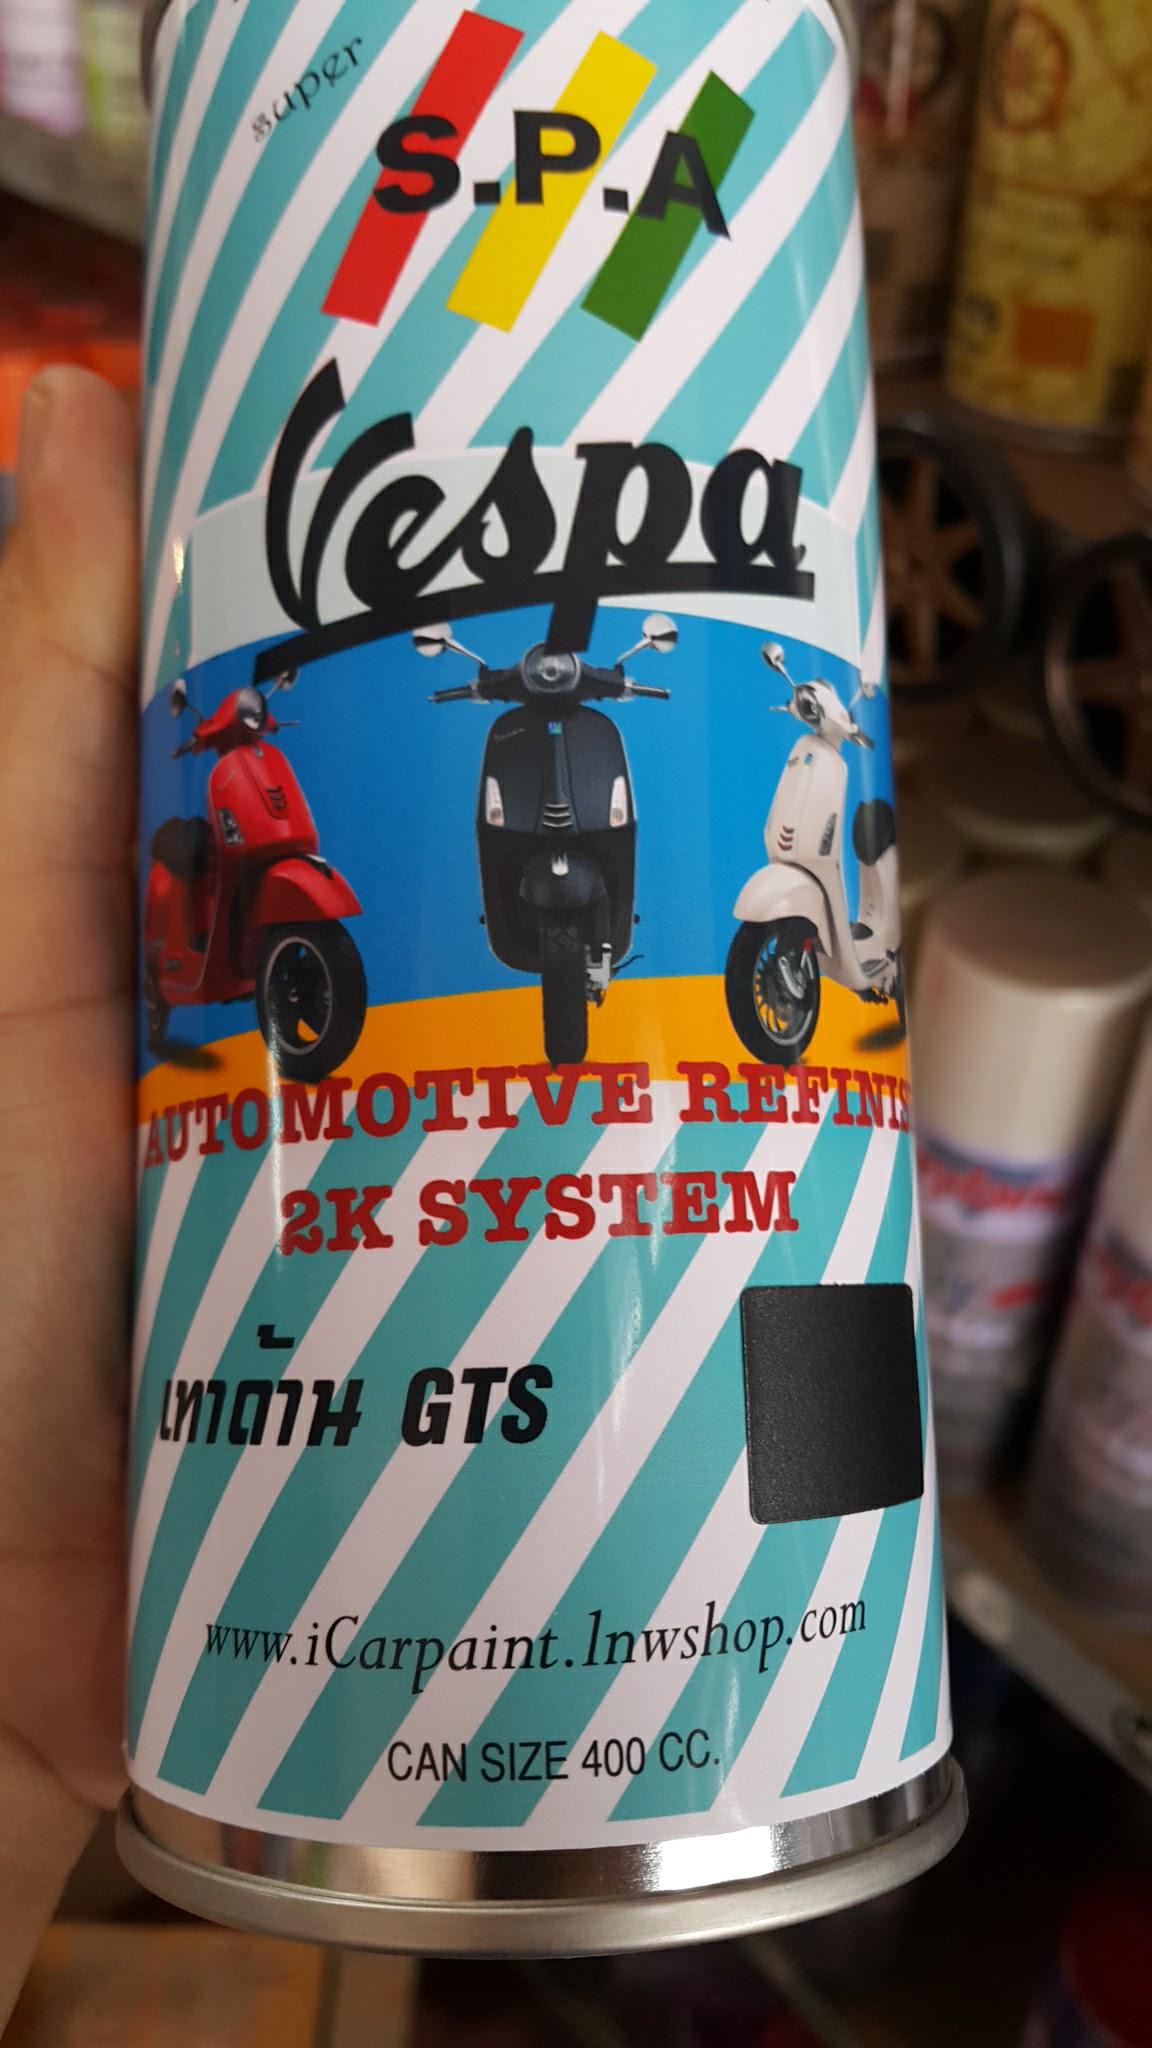 super
S.P.A
Vespa
AUTOMOTIVE REFINIS
2K SYSTEM
เทาด้าน GTS
www.iCarpaint.lnwshop.com
CAN SIZE 400 CC.